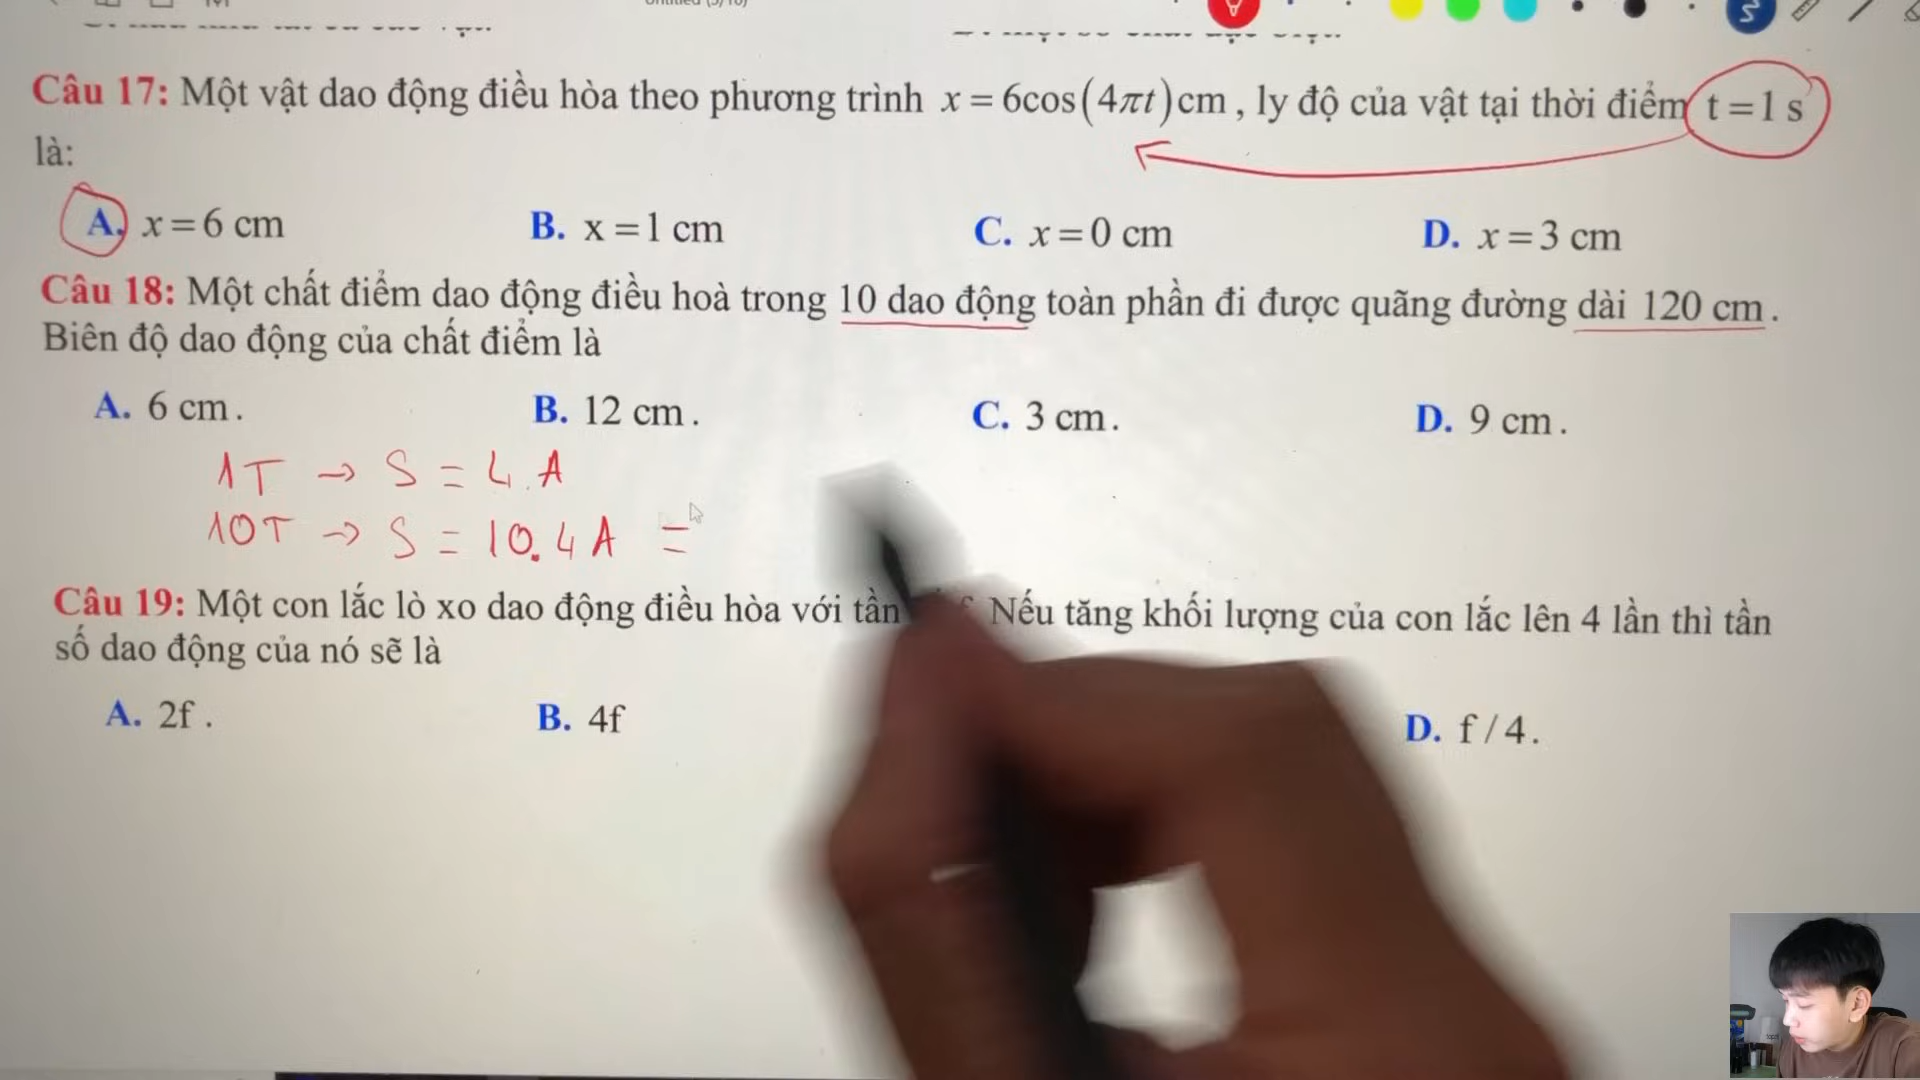 Câu 17: Một vật dao động điều hòa theo phương trình x = 6cos(4πt)cm, ly độ của vật tại thời điểm t = 1 s
là:
A. x = 6 cm B. x = 1 cm C. x = 0 cm D. x = 3 cm
Câu 18: Một chất điểm dao động điều hoà trong 10 dao động toàn phần đi được quãng đường dài 120 cm.
Biên độ dao động của chất điểm là
A. 6 cm. B. 12 cm. C. 3 cm. D. 9 cm.
1T → S = 4.A
10T → S = 10.4A =
Câu 19: Một con lắc lò xo dao động điều hòa với tần Nếu tăng khối lượng của con lắc lên 4 lần thì tần
số dao động của nó sẽ là
A. 2f. B. 4f D. f / 4.